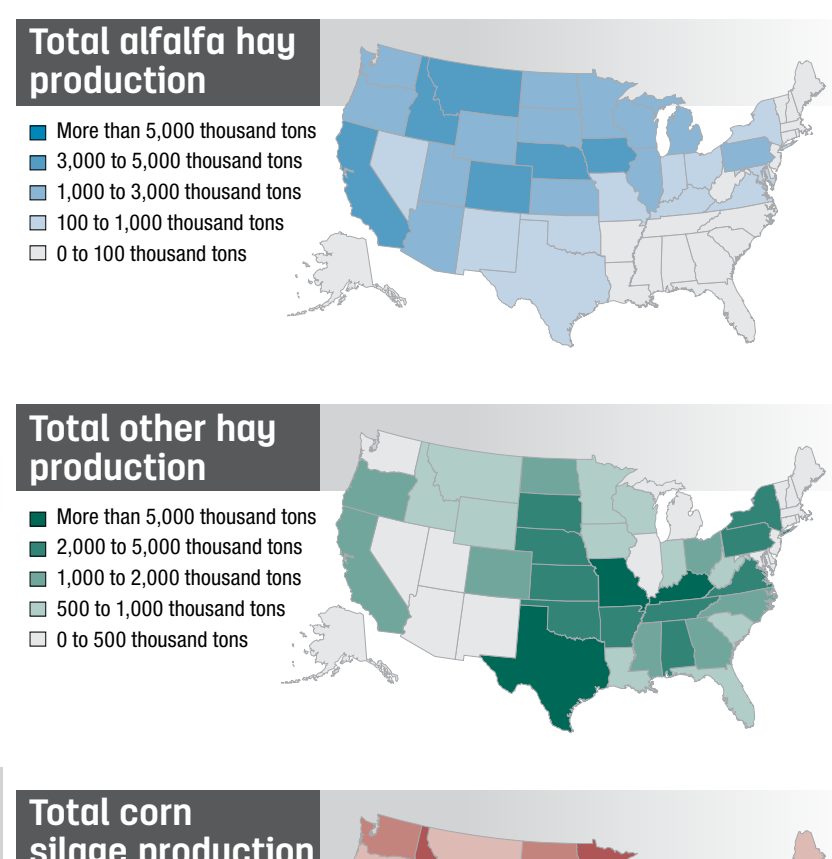 Total alfalfa hay
production
More than 5,000 thousand tons
3,000 to 5,000 thousand tons
1,000 to 3,000 thousand tons
100 to 1,000 thousand tons
0 to 100 thousand tons
Total other hay
production
More than 5,000 thousand tons
2,000 to 5,000 thousand tons
1,000 to 2,000 thousand tons
500 to 1,000 thousand tons
0 to 500 thousand tons
Total corn
silage production